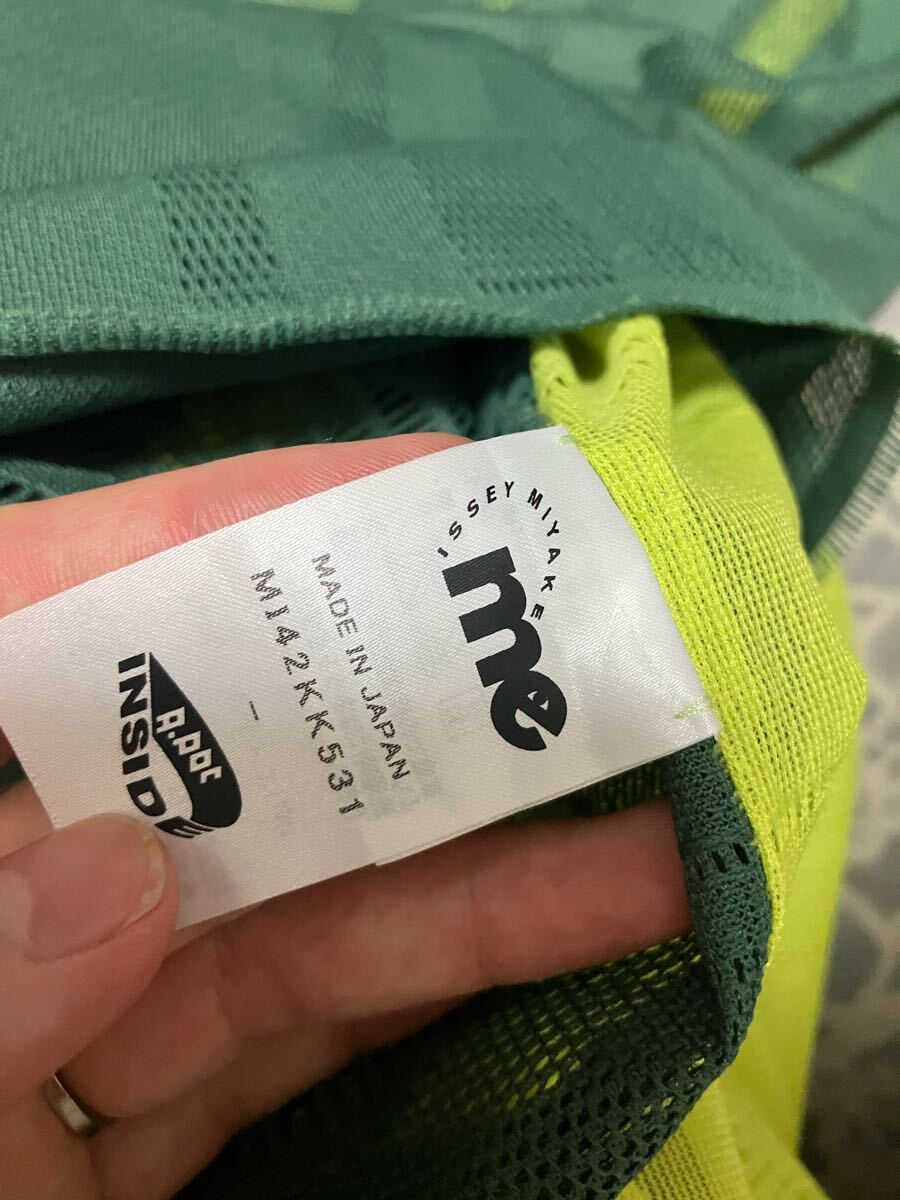 ISSEY MIYAKE
me
MADE IN JAPAN
MI42KK531
–
A.POC
INSIDE